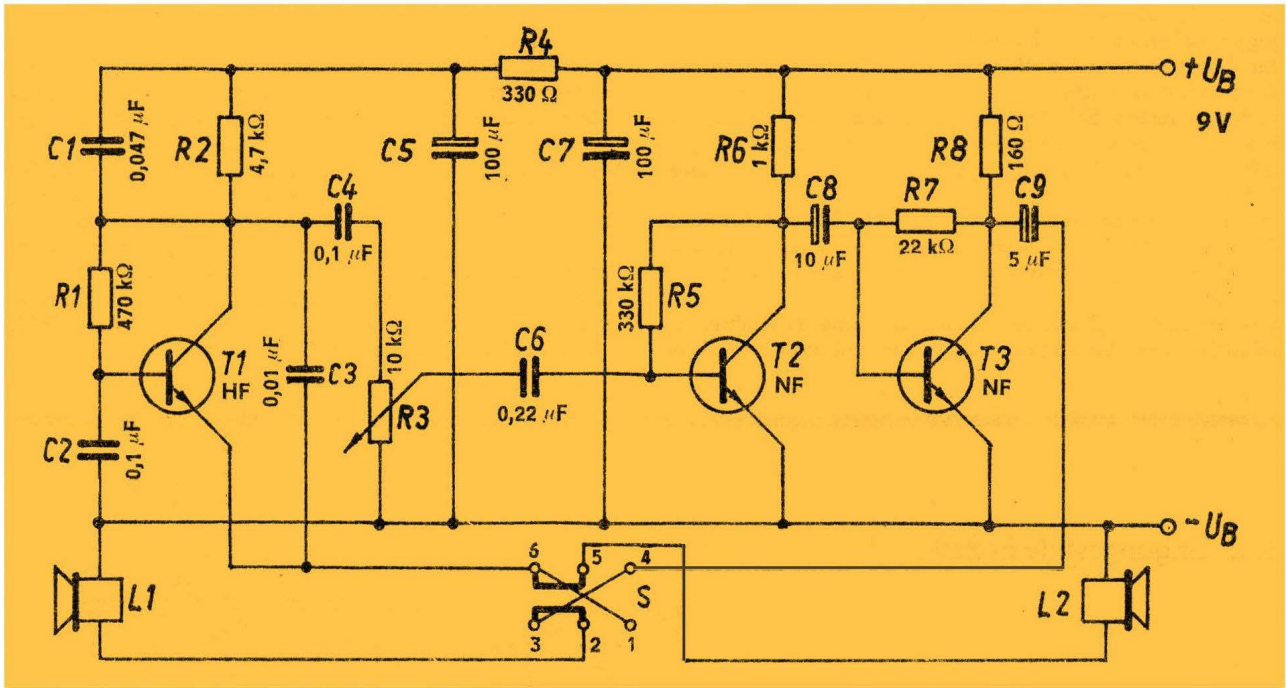 R4
330 Ω
+U_B
9V
C1
0,047 µF
R2
4,7 kΩ
C5
100 µF
C7
100 µF
R6
1 kΩ
R8
160 Ω
C4
0,1 µF
C8
10 µF
R7
22 kΩ
C9
5 µF
R1
470 kΩ
330 kΩ
R5
T1
HF
0,01 µF
C3
10 kΩ
R3
C6
0,22 µF
T2
NF
T3
NF
C2
0,1 µF
-U_B
6
5
4
L1
S
L2
3
2
1